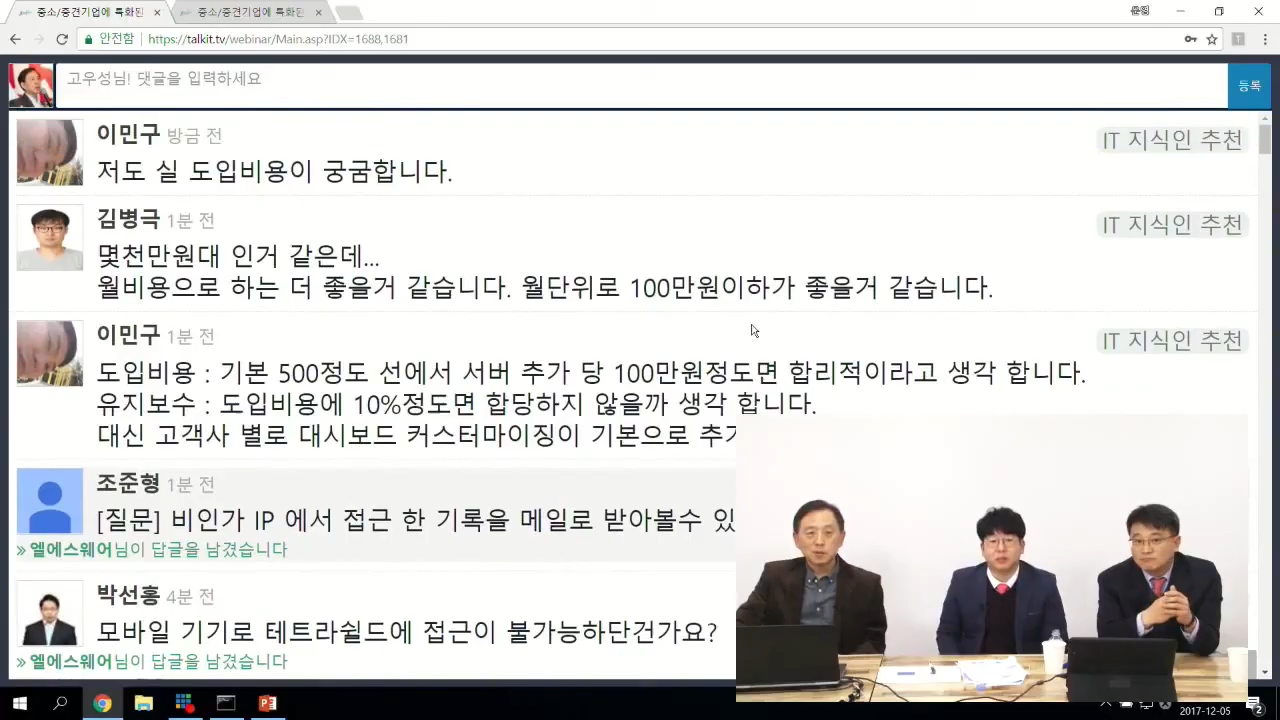 중소/중견기업에 특화된
중소/중견기업에 특화된
안전함 https://talkit.tv/webinar/Main.asp?IDX=1688,1681
고우성님! 댓글을 입력하세요
등록
이민구 방금 전
IT 지식인 추천
저도 실 도입비용이 궁굼합니다.
김병극 1분 전
IT 지식인 추천
몇천만원대 인거 같은데...
월비용으로 하는 더 좋을거 같습니다. 월단위로 100만원이하가 좋을거 같습니다.
이민구 1분 전
IT 지식인 추천
도입비용 : 기본 500정도 선에서 서버 추가 당 100만원정도면 합리적이라고 생각 합니다.
유지보수 : 도입비용에 10%정도면 합당하지 않을까 생각 합니다.
대신 고객사 별로 대시보드 커스터마이징이 기본으로
조준형 1분 전
[질문] 비인가 IP 에서 접근 한 기록을 메일로 받아볼수
» 엘에스웨어님이 답글을 남겼습니다
박선홍 4분 전
모바일 기기로 테트라쉴드에 접근이 불가능하단건가요?
» 엘에스웨어님이 답글을 남겼습니다
2017-12-05
2